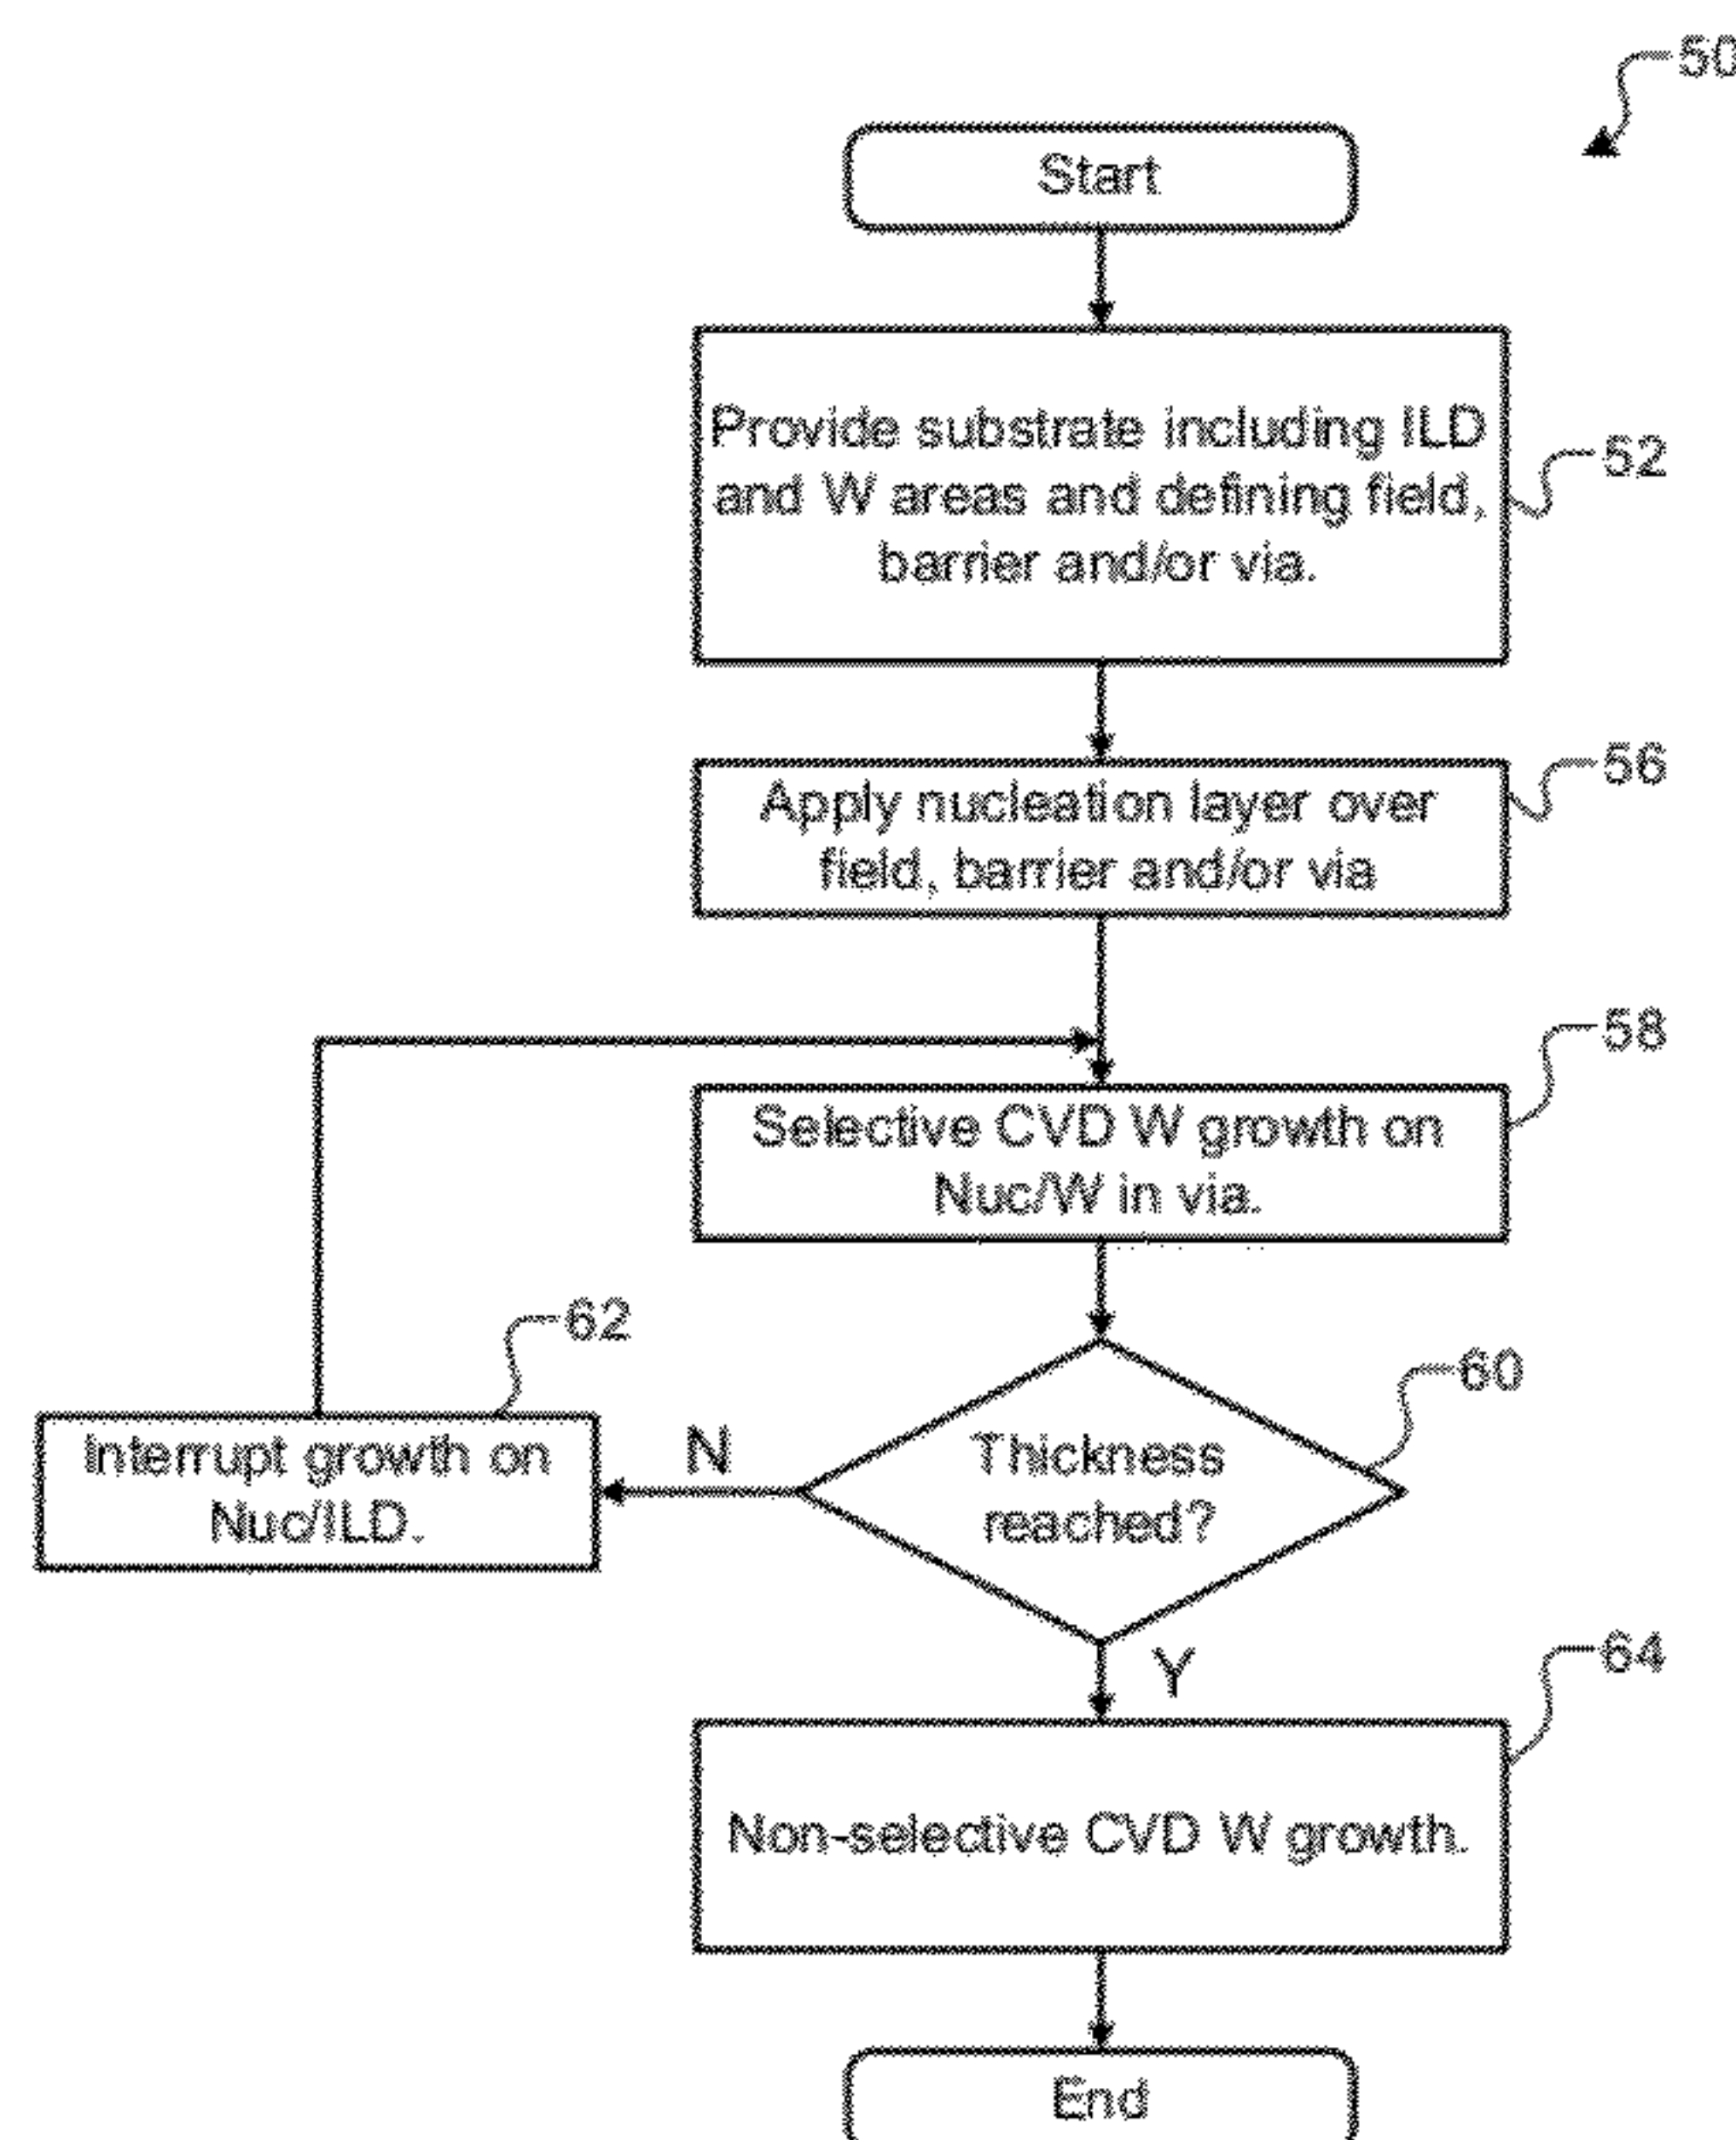 50
Start
Provide substrate including ILD
and W areas and defining field,
barrier and/or via.
52
Apply nucleation layer over
field, barrier and/or via
56
Selective CVD W growth on
Nuc/W in via.
58
Thickness
reached?
60
N
Interrupt growth on
Nuc/ILD.
62
Y
Non-selective CVD W growth.
64
End